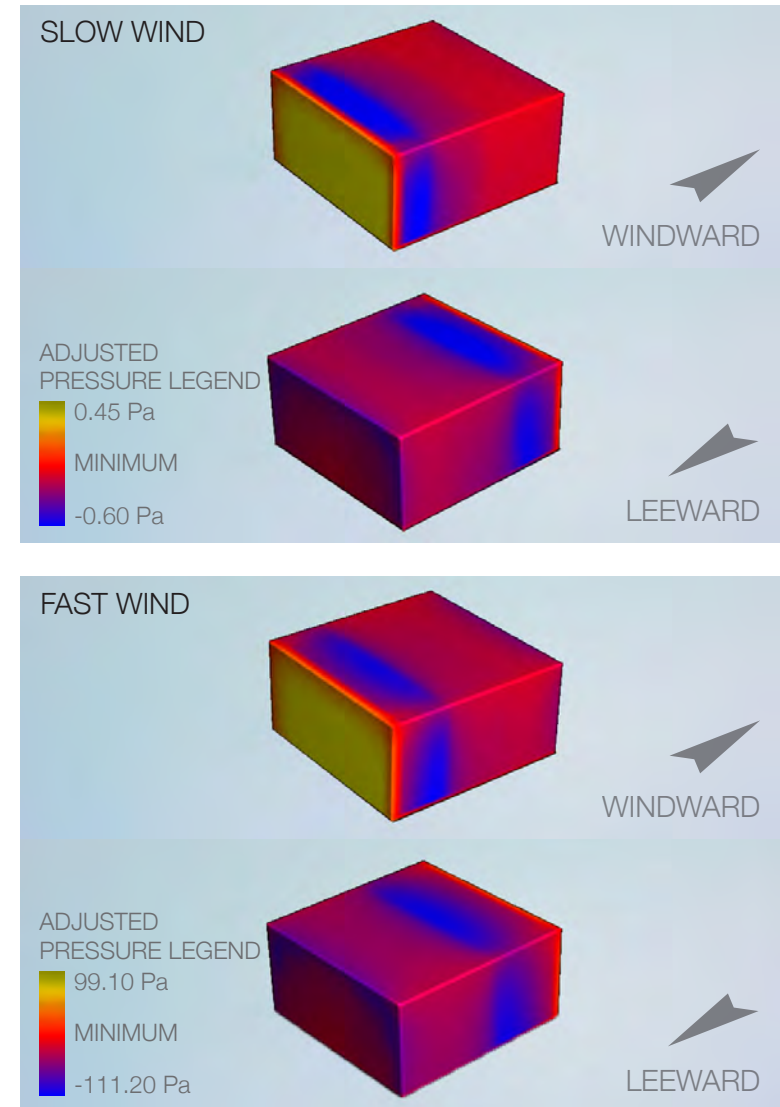 SLOW WIND
WINDWARD
ADJUSTED
PRESSURE LEGEND
0.45 Pa
MINIMUM
-0.60 Pa
LEEWARD
FAST WIND
WINDWARD
ADJUSTED
PRESSURE LEGEND
99.10 Pa
MINIMUM
-111.20 Pa
LEEWARD